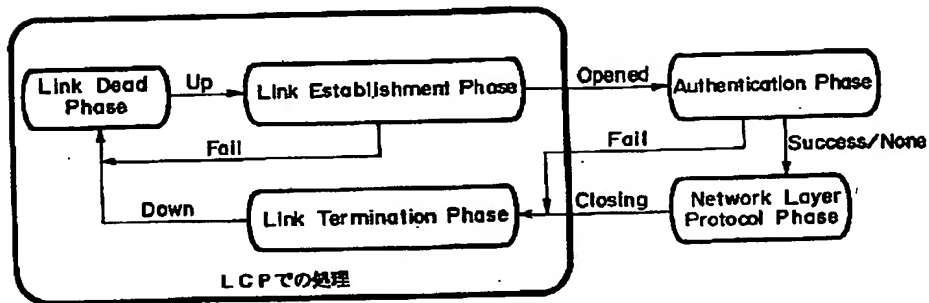 Link Dead
Phase
Up
Link Establishment Phase
Opened
Authentication Phase
Fail
Fail
Success/None
Down
Link Termination Phase
Closing
Network Layer
Protocol Phase
LCPでの処理